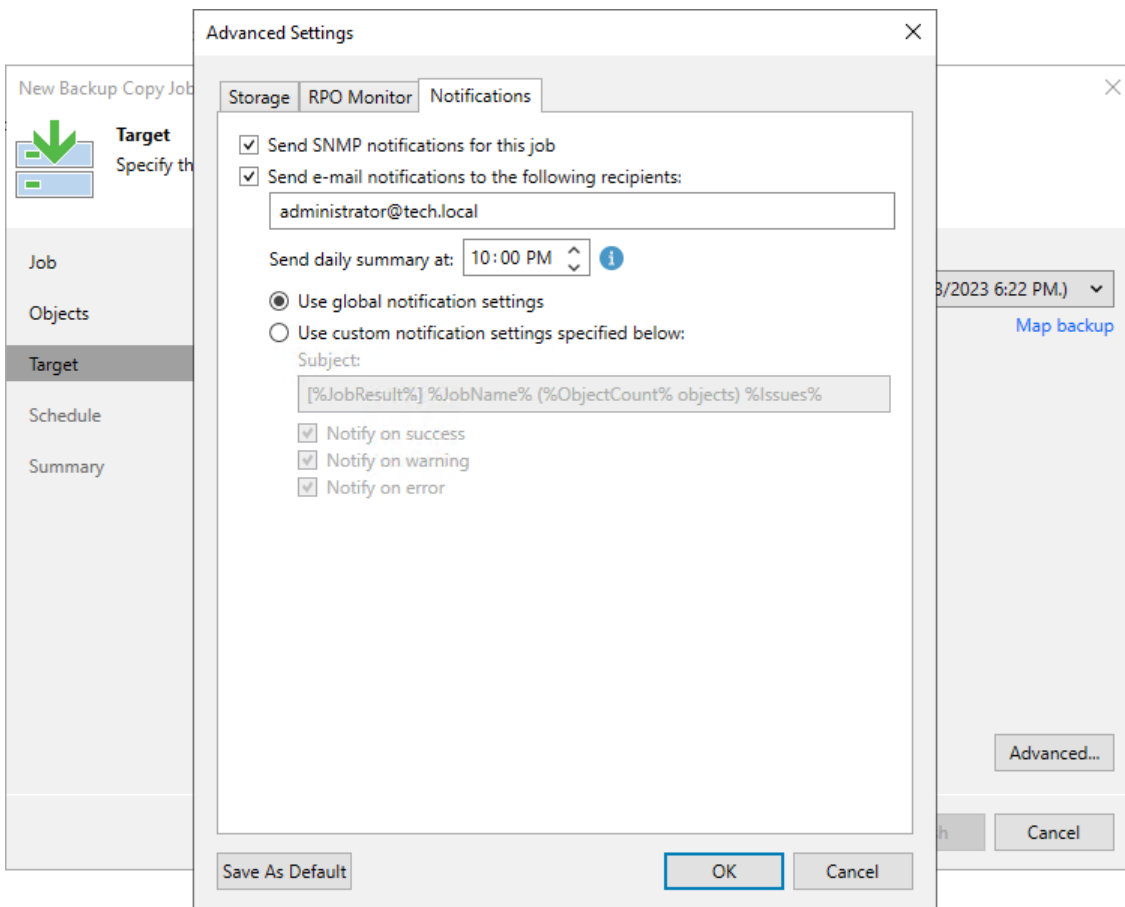 Advanced Settings
New Backup Copy Job
Target
Specify th
Job
Objects
Target
Schedule
Summary
Storage
RPO Monitor
Notifications
Send SNMP notifications for this job
Send e-mail notifications to the following recipients:
administrator@tech.local
Send daily summary at: 10:00 PM
Use global notification settings
Use custom notification settings specified below:
Subject:
[%JobResult%] %JobName% (%ObjectCount% objects) %Issues%
Notify on success
Notify on warning
Notify on error
/2023 6:22 PM.)
Map backup
Advanced...
Cancel
Save As Default
OK
Cancel